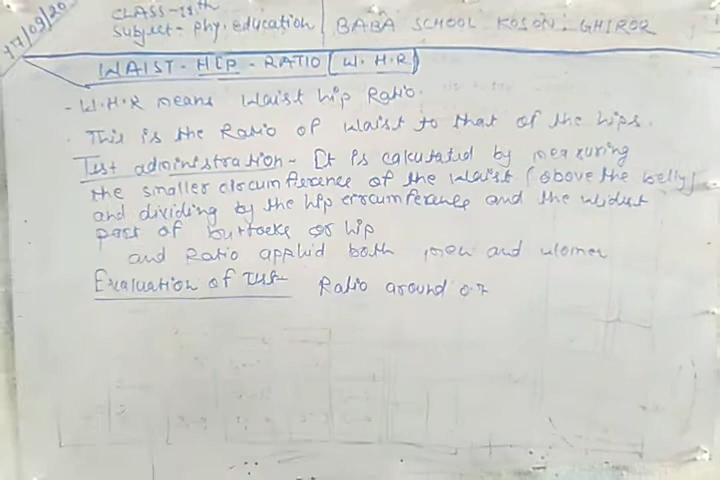 17/09/20
CLASS-11th
Subject- Phy. education | BABA SCHOOL KOSON, GHIROR
WAIST-HIP-RATIO (W.H.R)
- W.H.R means Waist hip Ratio.
This is the Ratio of Waist to that of the hips.
Test administration- It is calculated by measuring
the smaller circumference of the Waist (above the belly)
and dividing by the hip circumference and the widest
part of buttocks or hip
and Ratio applied both men and women
Evaluation of Test- Ratio around 0.7